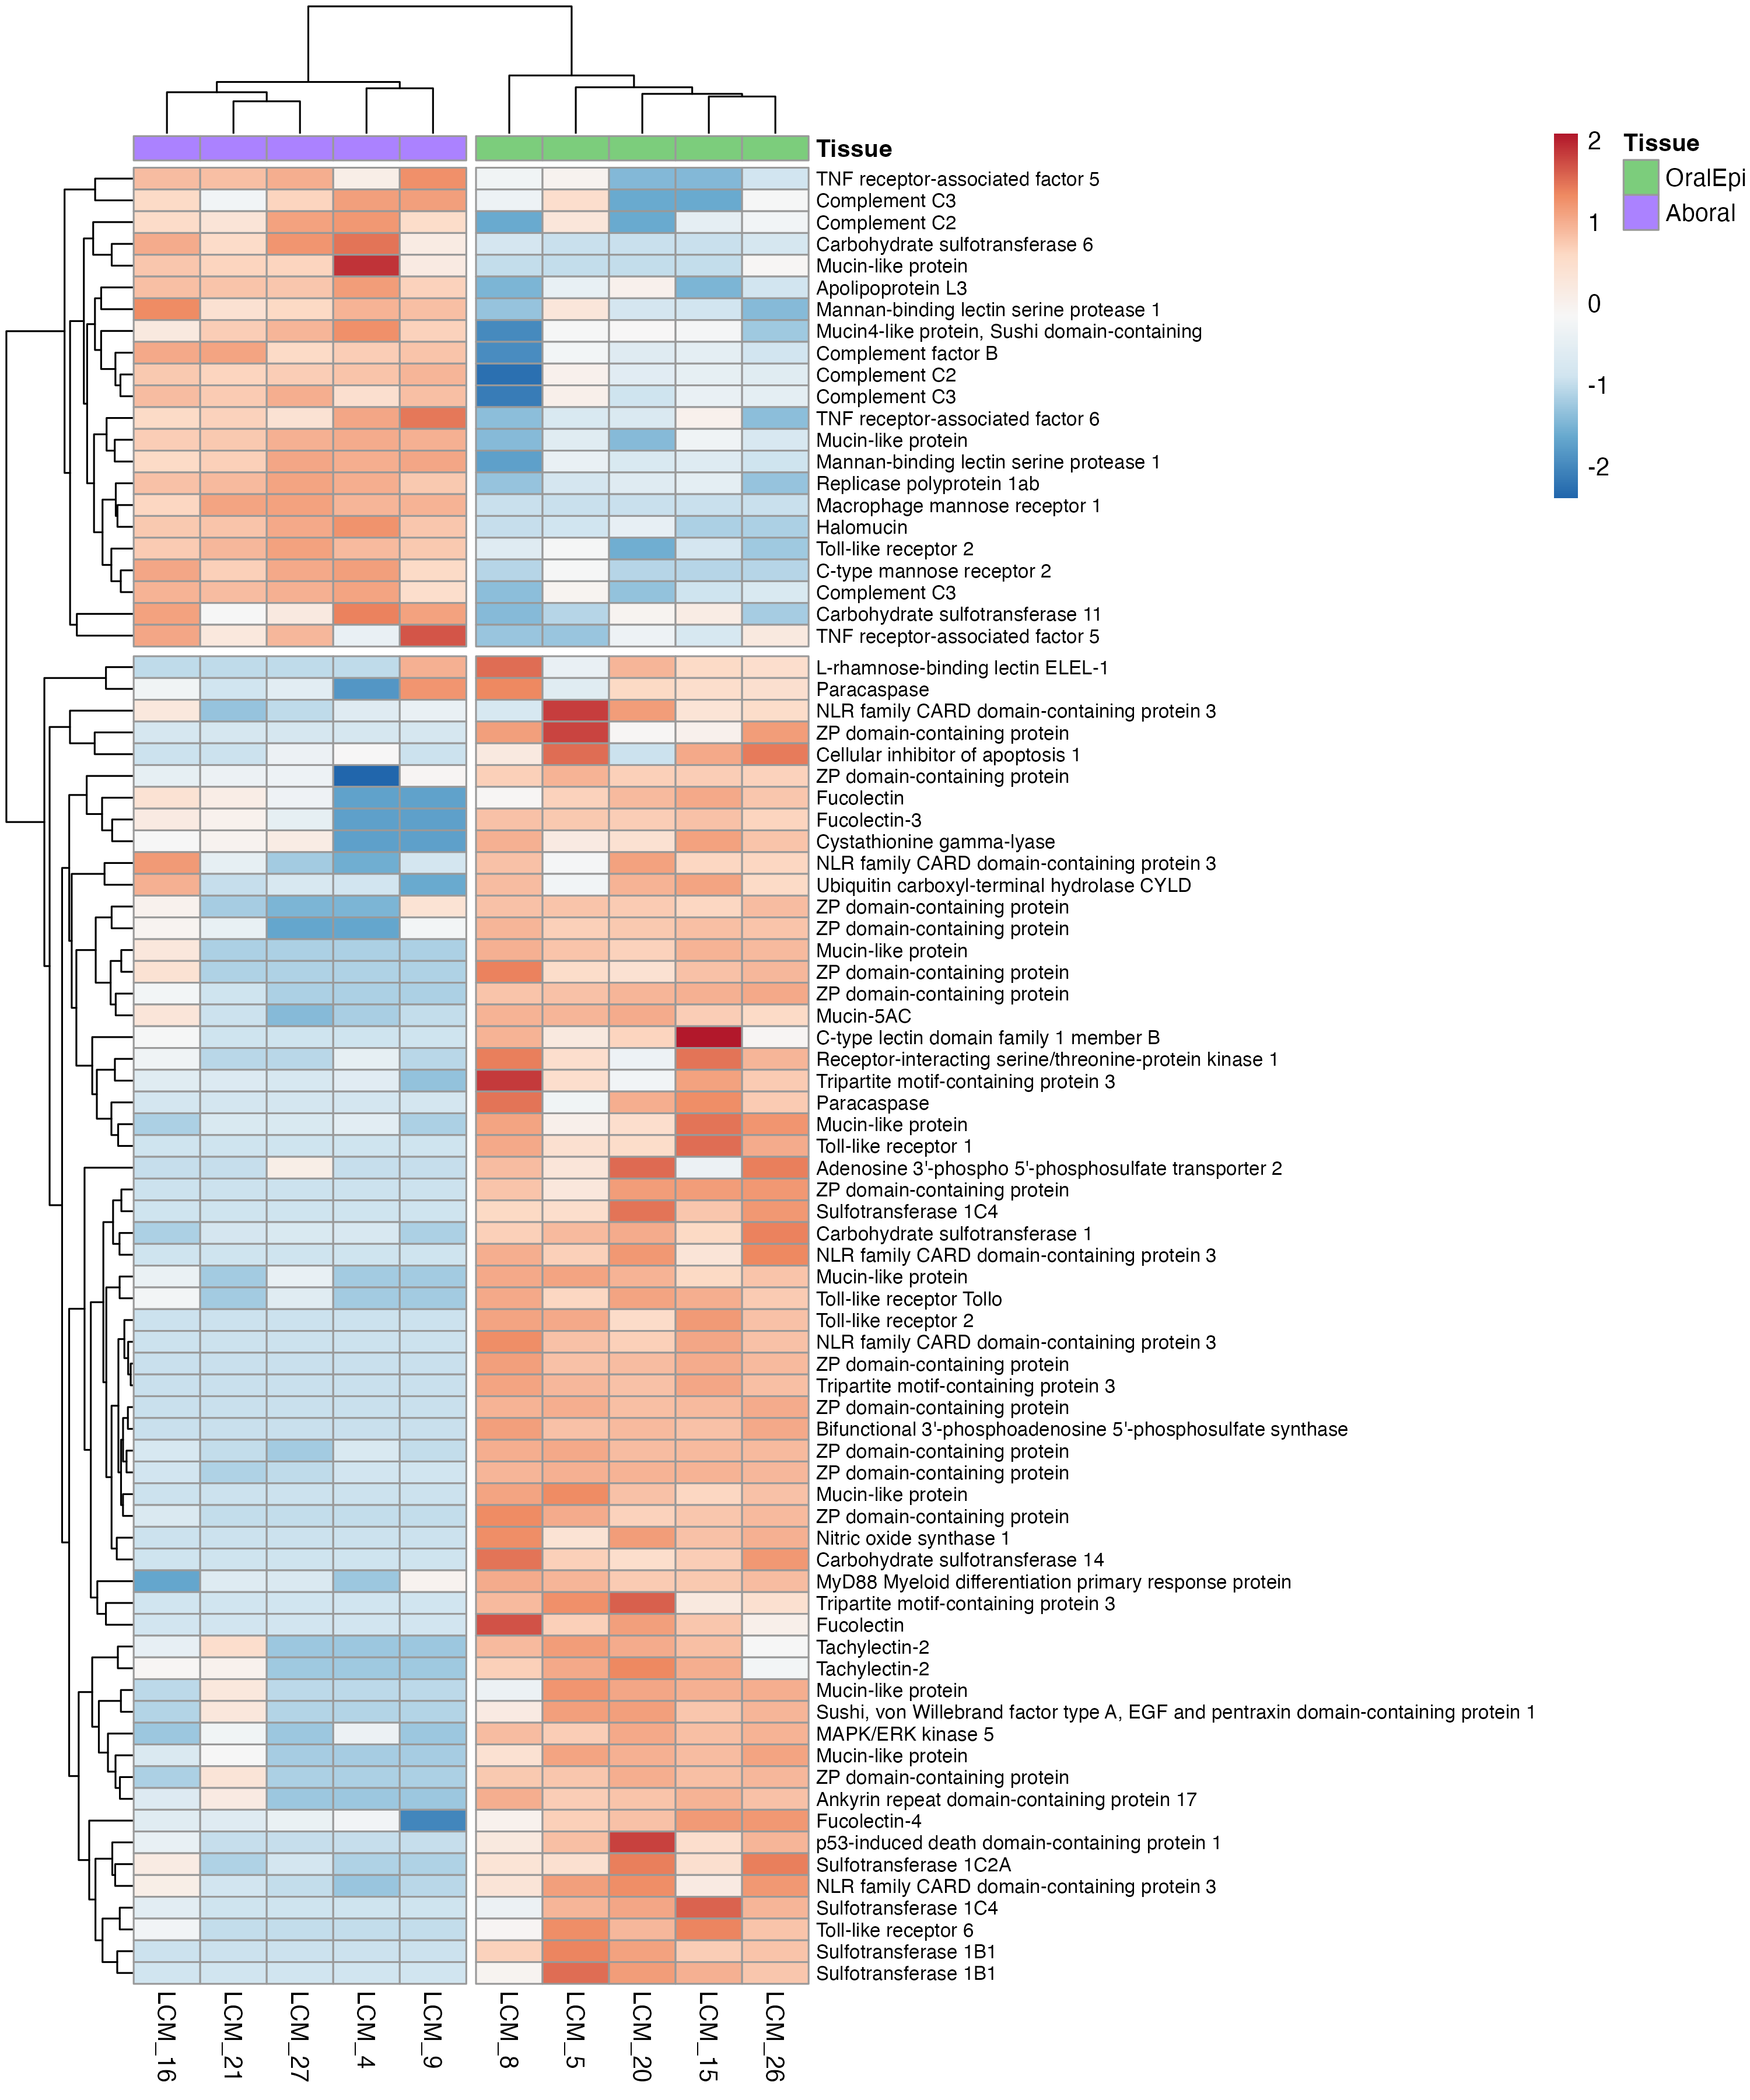 Tissue
TNF receptor-associated factor 5
Complement C3
Complement C2
Carbohydrate sulfotransferase 6
Mucin-like protein
Apolipoprotein L3
Mannan-binding lectin serine protease 1
Mucin4-like protein, Sushi domain-containing
Complement factor B
Complement C2
Complement C3
TNF receptor-associated factor 6
Mucin-like protein
Mannan-binding lectin serine protease 1
Replicase polyprotein 1ab
Macrophage mannose receptor 1
Halomucin
Toll-like receptor 2
C-type mannose receptor 2
Complement C3
Carbohydrate sulfotransferase 11
TNF receptor-associated factor 5
L-rhamnose-binding lectin ELEL-1
Paracaspase
NLR family CARD domain-containing protein 3
ZP domain-containing protein
Cellular inhibitor of apoptosis 1
ZP domain-containing protein
Fucolectin
Fucolectin-3
Cystathionine gamma-lyase
NLR family CARD domain-containing protein 3
Ubiquitin carboxyl-terminal hydrolase CYLD
ZP domain-containing protein
ZP domain-containing protein
Mucin-like protein
ZP domain-containing protein
ZP domain-containing protein
Mucin-5AC
C-type lectin domain family 1 member B
Receptor-interacting serine/threonine-protein kinase 1
Tripartite motif-containing protein 3
Paracaspase
Mucin-like protein
Toll-like receptor 1
Adenosine 3'-phospho 5'-phosphosulfate transporter 2
ZP domain-containing protein
Sulfotransferase 1C4
Carbohydrate sulfotransferase 1
NLR family CARD domain-containing protein 3
Mucin-like protein
Toll-like receptor Tollo
Toll-like receptor 2
NLR family CARD domain-containing protein 3
ZP domain-containing protein
Tripartite motif-containing protein 3
ZP domain-containing protein
Bifunctional 3'-phosphoadenosine 5'-phosphosulfate synthase
ZP domain-containing protein
ZP domain-containing protein
Mucin-like protein
ZP domain-containing protein
Nitric oxide synthase 1
Carbohydrate sulfotransferase 14
MyD88 Myeloid differentiation primary response protein
Tripartite motif-containing protein 3
Fucolectin
Tachylectin-2
Tachylectin-2
Mucin-like protein
Sushi, von Willebrand factor type A, EGF and pentraxin domain-containing protein 1
MAPK/ERK kinase 5
Mucin-like protein
ZP domain-containing protein
Ankyrin repeat domain-containing protein 17
Fucolectin-4
p53-induced death domain-containing protein 1
Sulfotransferase 1C2A
NLR family CARD domain-containing protein 3
Sulfotransferase 1C4
Toll-like receptor 6
Sulfotransferase 1B1
Sulfotransferase 1B1
LCM_16
LCM_21
LCM_27
LCM_4
LCM_9
LCM_8
LCM_5
LCM_20
LCM_15
LCM_26
2
1
0
-1
-2
Tissue
OralEpi
Aboral